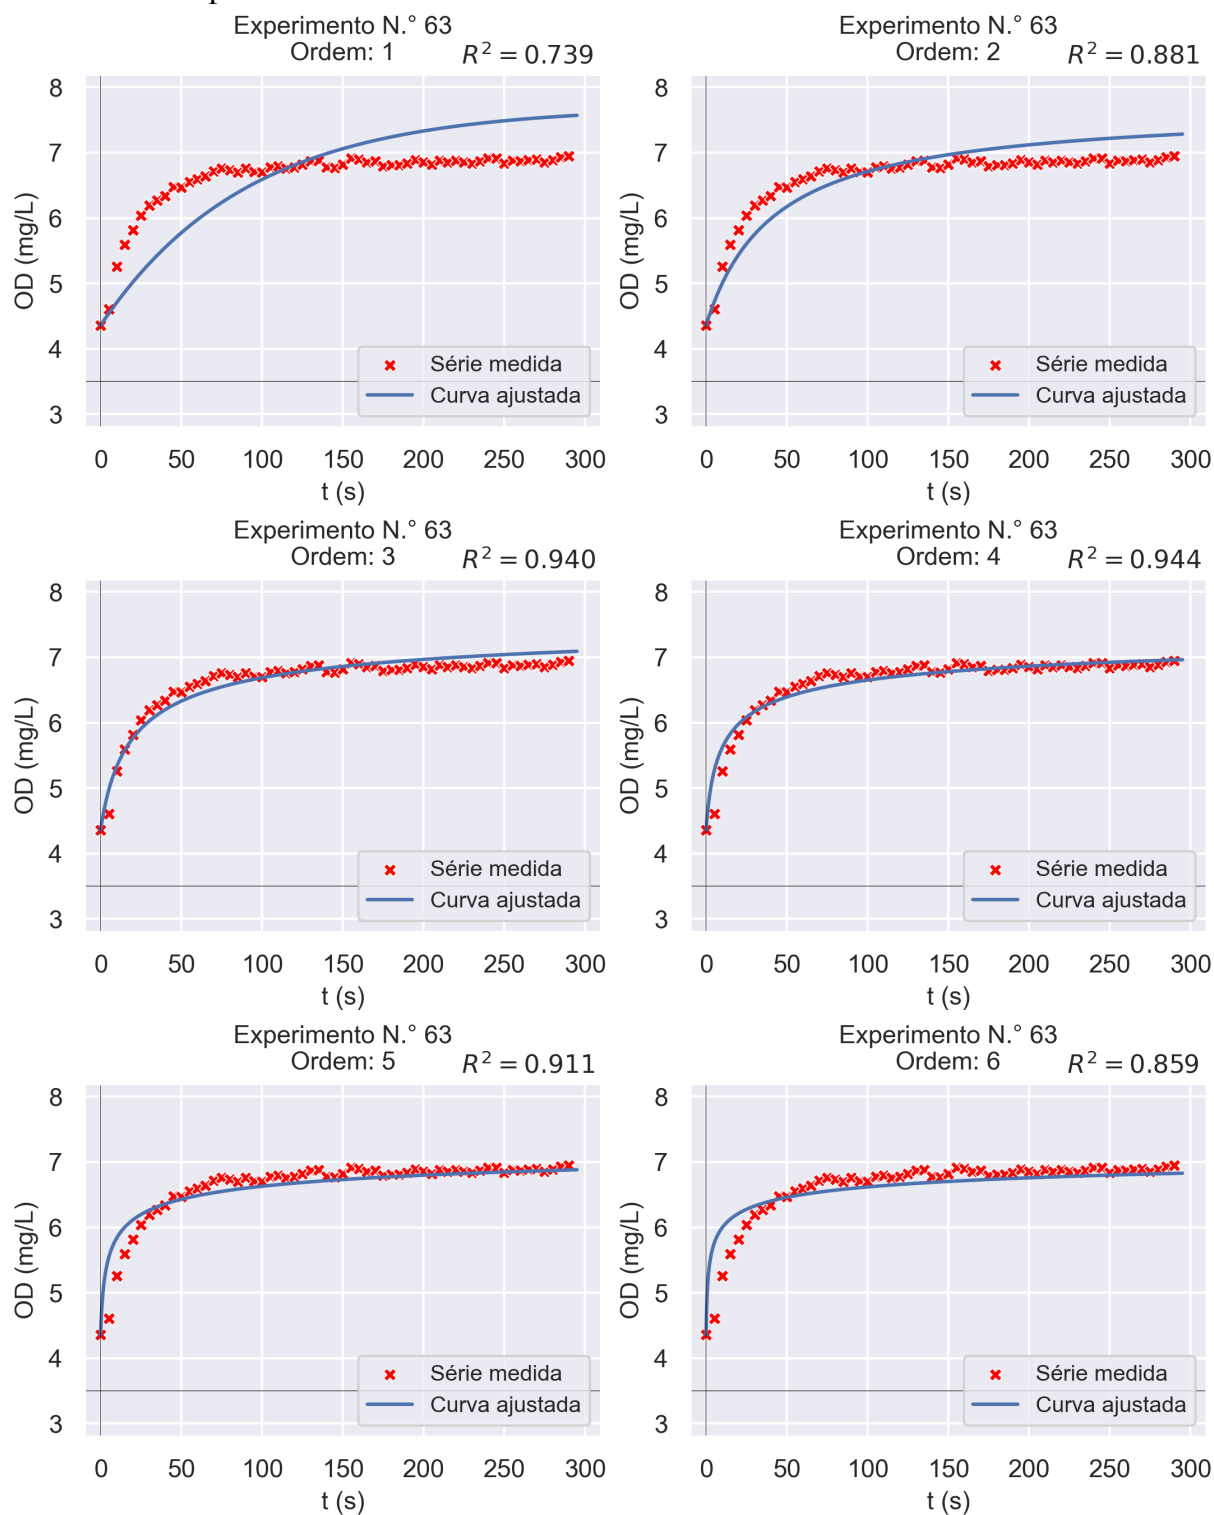 Experimento N.° 63
Ordem: 1 R² = 0.739
8
7
6
5
4
3
OD (mg/L)
Série medida
Curva ajustada
0 50 100 150 200 250 300
t (s)
Experimento N.° 63
Ordem: 2 R² = 0.881
8
7
6
5
4
3
OD (mg/L)
Série medida
Curva ajustada
0 50 100 150 200 250 300
t (s)
Experimento N.° 63
Ordem: 3 R² = 0.940
8
7
6
5
4
3
OD (mg/L)
Série medida
Curva ajustada
0 50 100 150 200 250 300
t (s)
Experimento N.° 63
Ordem: 4 R² = 0.944
8
7
6
5
4
3
OD (mg/L)
Série medida
Curva ajustada
0 50 100 150 200 250 300
t (s)
Experimento N.° 63
Ordem: 5 R² = 0.911
8
7
6
5
4
3
OD (mg/L)
Série medida
Curva ajustada
0 50 100 150 200 250 300
t (s)
Experimento N.° 63
Ordem: 6 R² = 0.859
8
7
6
5
4
3
OD (mg/L)
Série medida
Curva ajustada
0 50 100 150 200 250 300
t (s)